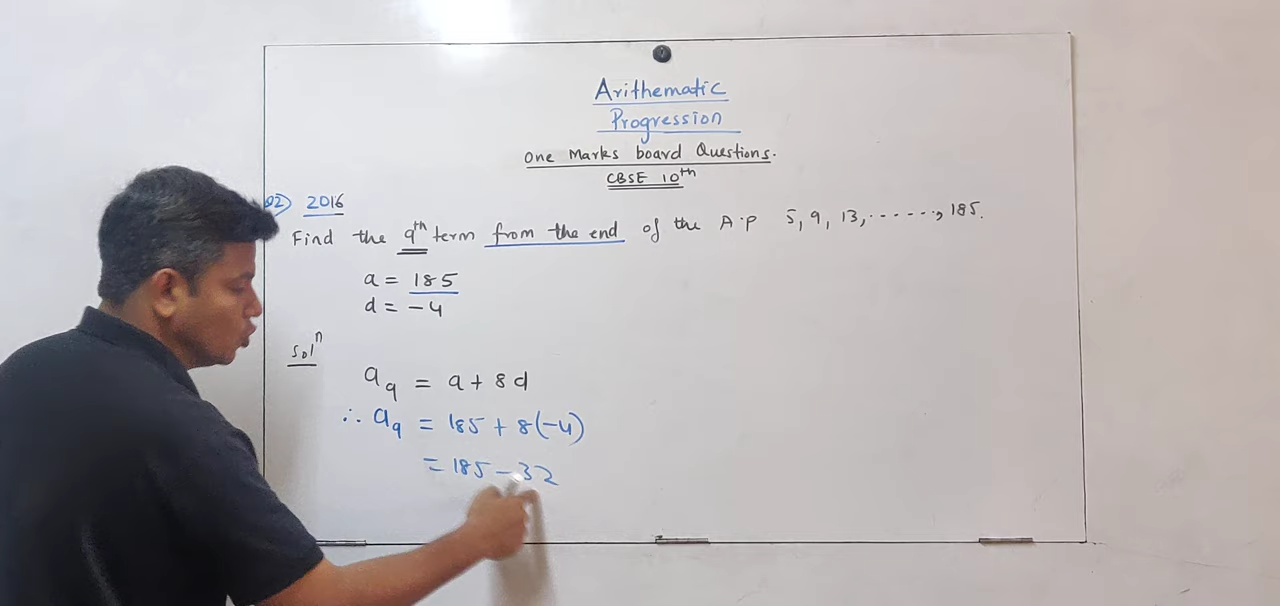 Arithematic
Progression
One Marks board Questions.
CBSE 10th
02) 2016
Find the 9th term from the end of the A.P 5, 9, 13, ......, 185.
a = 185
d = -4
Solⁿ
a₉ = a + 8d
∴ a₉ = 185 + 8(-4)
= 185 - 32